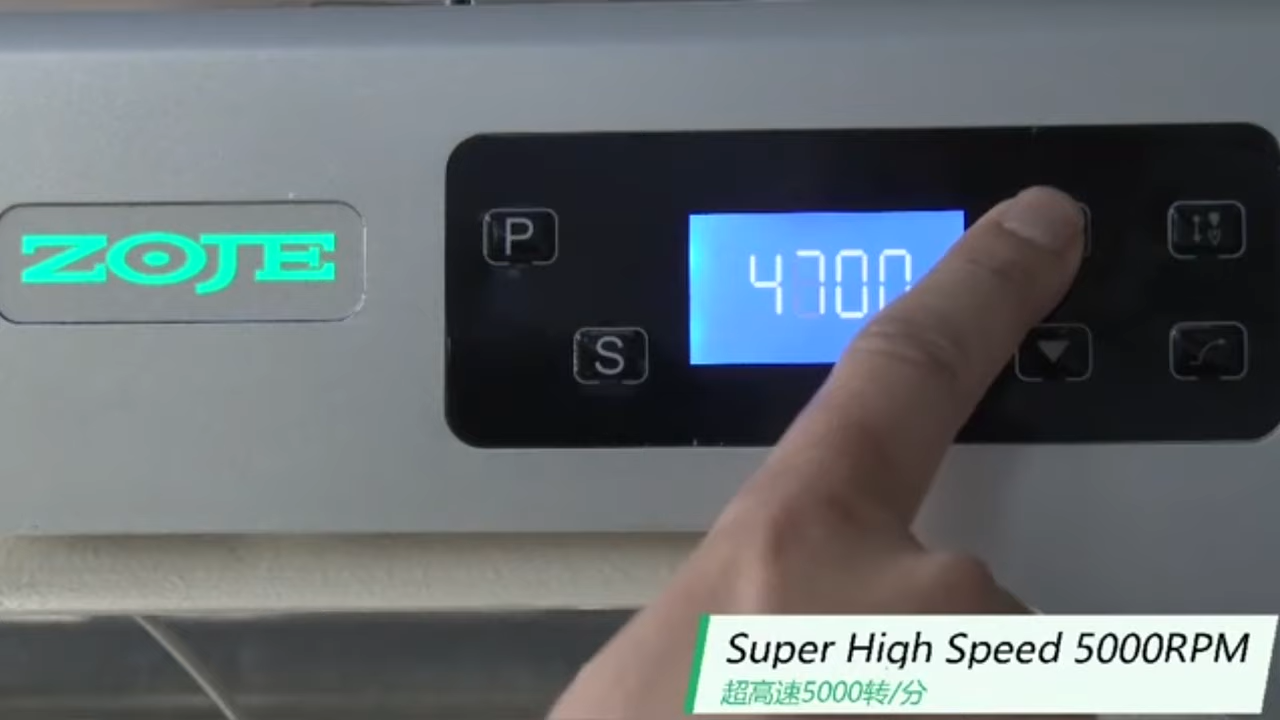 ZOJE
P
4700
S
Super High Speed 5000RPM
超高速5000转/分